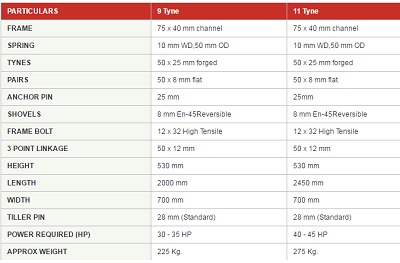 PARTICULARS 9 Tyne 11 Tyne
FRAME 75 x 40 mm channel 75 x 40 mm channel
SPRING 10 mm WD,50 mm OD 10 mm WD,50 mm OD
TYNES 50 x 25 mm forged 50 x 25 mm forged
PAIRS 50 x 8 mm flat 50 x 8 mm flat
ANCHOR PIN 25 mm 25mm
SHOVELS 8 mm En-45Reversible 8 mm En-45Reversible
FRAME BOLT 12 x 32 High Tensile 12 x 32 High Tensile
3 POINT LINKAGE 50 x 12 mm 50 x 12 mm
HEIGHT 530 mm 530 mm
LENGTH 2000 mm 2450 mm
WIDTH 700 mm 700 mm
TILLER PIN 28 mm (Standard) 28 mm (Standard)
POWER REQUIRED (HP) 30 - 35 HP 40 - 45 HP
APPROX WEIGHT 225 Kg. 275 Kg.